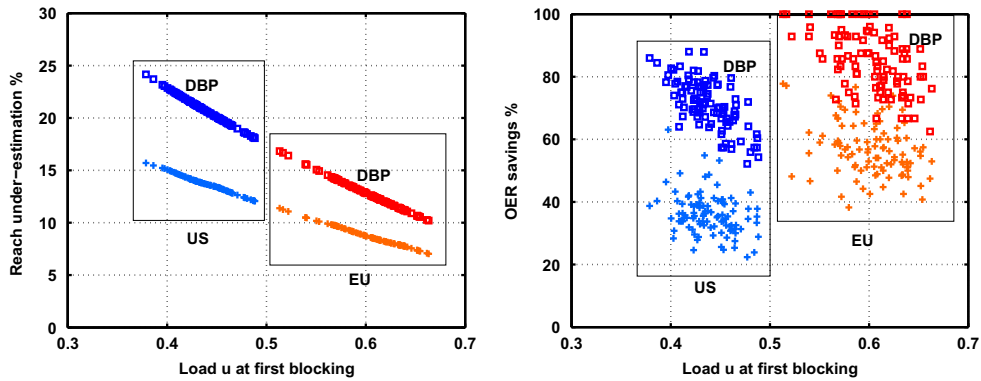 Reach under−estimation %
30
25
20
15
10
5
0
0.3
0.4
0.5
0.6
0.7
Load u at first blocking
DBP
US
DBP
EU
OER savings %
100
80
60
40
20
0
0.3
0.4
0.5
0.6
0.7
Load u at first blocking
DBP
US
DBP
EU